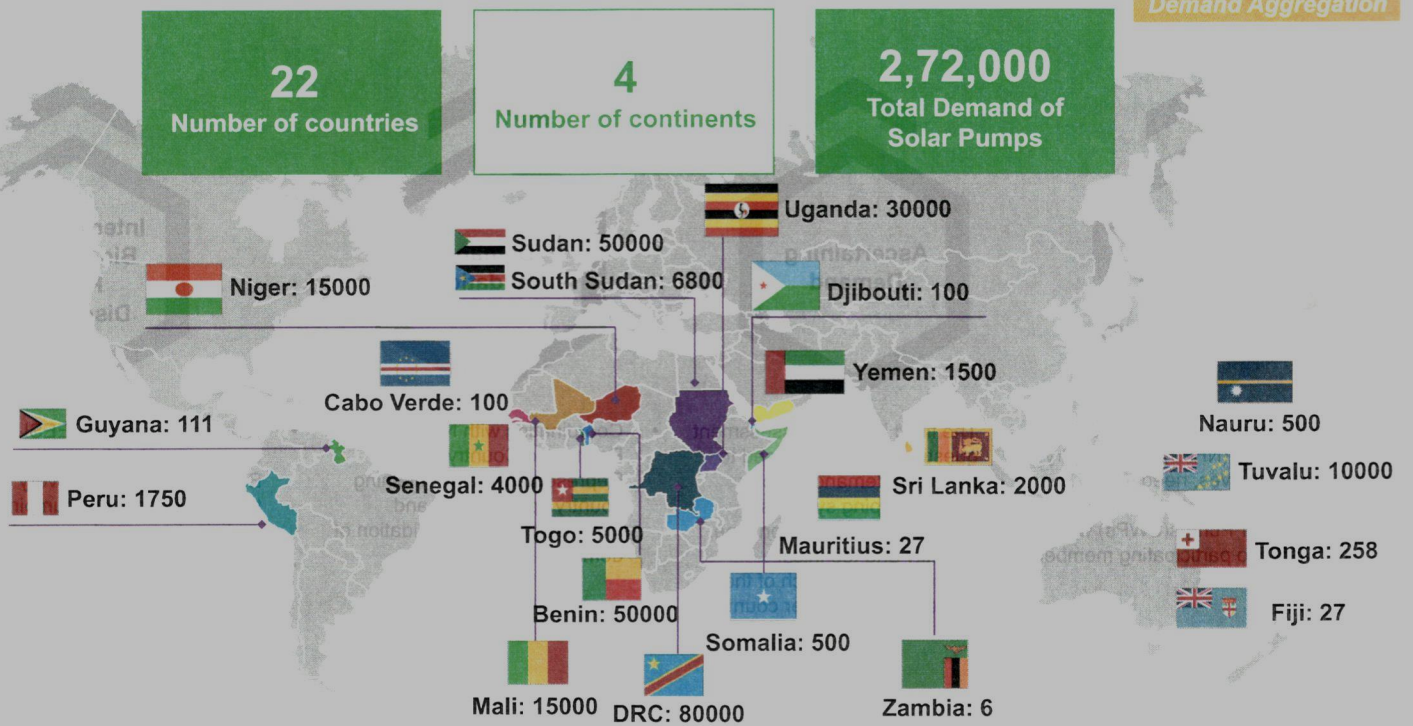 Demand Aggregation
22
Number of countries
4
Number of continents
2,72,000
Total Demand of
Solar Pumps
Uganda: 30000
Sudan: 50000
South Sudan: 6800
Niger: 15000
Djibouti: 100
Yemen: 1500
Cabo Verde: 100
Guyana: 111
Nauru: 500
Senegal: 4000
Sri Lanka: 2000
Tuvalu: 10000
Peru: 1750
Togo: 5000
Mauritius: 27
Tonga: 258
Benin: 50000
Somalia: 500
Fiji: 27
Mali: 15000
DRC: 80000
Zambia: 6